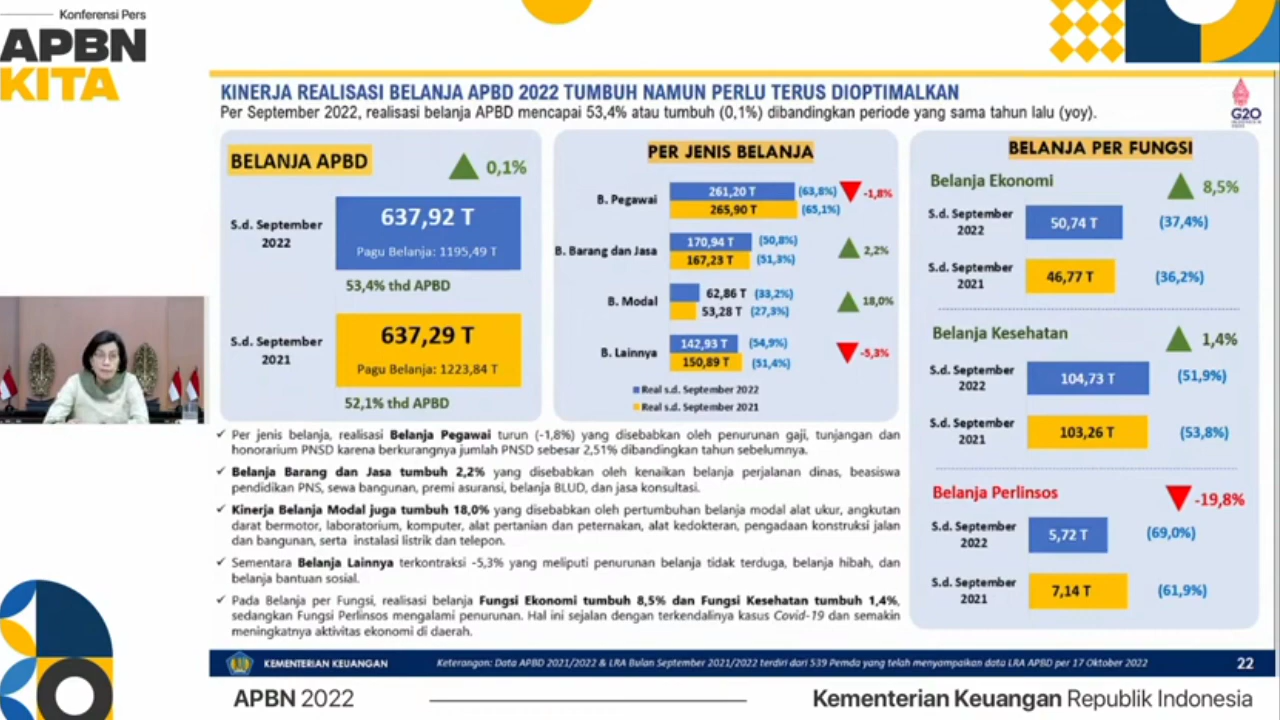 Konferensi Pers
APBN
KITA
KINERJA REALISASI BELANJA APBD 2022 TUMBUH NAMUN PERLU TERUS DIOPTIMALKAN
Per September 2022, realisasi belanja APBD mencapai 53,4% atau tumbuh (0,1%) dibandingkan periode yang sama tahun lalu (yoy).
G20
BELANJA APBD
0,1%
S.d. September
2022
637,92 T
Pagu Belanja: 1195,49 T
53,4% thd APBD
S.d. September
2021
637,29 T
Pagu Belanja: 1223,84 T
52,1% thd APBD
PER JENIS BELANJA
B. Pegawai
261,20 T (63,8%)
265,90 T (65,1%)
-1,8%
B. Barang dan Jasa
170,94 T (50,8%)
167,23 T (51,3%)
2,2%
B. Modal
62,86 T (33,2%)
53,28 T (27,3%)
18,0%
B. Lainnya
142,93 T (54,9%)
150,89 T (51,4%)
-5,3%
Real s.d. September 2022
Real s.d. September 2021
BELANJA PER FUNGSI
Belanja Ekonomi
8,5%
S.d. September
2022
50,74 T
(37,4%)
S.d. September
2021
46,77 T
(36,2%)
Belanja Kesehatan
1,4%
S.d. September
2022
104,73 T
(51,9%)
S.d. September
2021
103,26 T
(53,8%)
Belanja Perlinsos
-19,8%
S.d. September
2022
5,72 T
(69,0%)
S.d. September
2021
7,14 T
(61,9%)
✓ Per jenis belanja, realisasi Belanja Pegawai turun (-1,8%) yang disebabkan oleh penurunan gaji, tunjangan dan
honorarium PNSD karena berkurangnya jumlah PNSD sebesar 2,51% dibandingkan tahun sebelumnya.
✓ Belanja Barang dan Jasa tumbuh 2,2% yang disebabkan oleh kenaikan belanja perjalanan dinas, beasiswa
pendidikan PNS, sewa bangunan, premi asuransi, belanja BLUD, dan jasa konsultasi.
✓ Kinerja Belanja Modal juga tumbuh 18,0% yang disebabkan oleh pertumbuhan belanja modal alat ukur, angkutan
darat bermotor, laboratorium, komputer, alat pertanian dan peternakan, alat kedokteran, pengadaan konstruksi jalan
dan bangunan, serta instalasi listrik dan telepon.
✓ Sementara Belanja Lainnya terkontraksi -5,3% yang meliputi penurunan belanja tidak terduga, belanja hibah, dan
belanja bantuan sosial.
✓ Pada Belanja per Fungsi, realisasi belanja Fungsi Ekonomi tumbuh 8,5% dan Fungsi Kesehatan tumbuh 1,4%,
sedangkan Fungsi Perlinsos mengalami penurunan. Hal ini sejalan dengan terkendalinya kasus Covid-19 dan semakin
meningkatnya aktivitas ekonomi di daerah.
KEMENTERIAN KEUANGAN
Keterangan: Data APBD 2021/2022 & LRA Bulan September 2021/2022 terdiri dari 539 Pemda yang telah menyampaikan data LRA APBD per 17 Oktober 2022
22
APBN 2022
Kementerian Keuangan Republik Indonesia